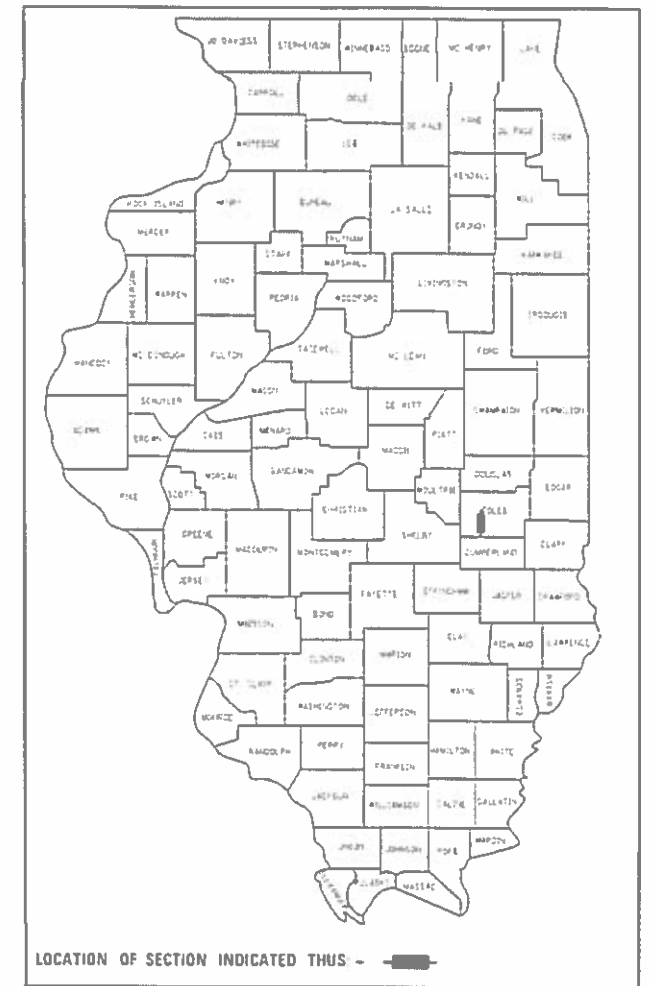 JO DAVIESS STEPHENSON WINNEBAGO BOONE MC HENRY LAKE
CARROLL OGLE
DE KALB KANE DU PAGE COOK
WHITESIDE LEE
KENDALL
ROCK ISLAND HENRY BUREAU LA SALLE WILL
MERCER GRUNDY
PUTNAM
STARK MARSHALL KANKAKEE
HENDERSON WARREN KNOX PEORIA WOODFORD LIVINGSTON
IROQUOIS
HANCOCK MC DONOUGH FULTON TAZEWELL MC LEAN FORD
MASON
SCHUYLER LOGAN DE WITT CHAMPAIGN VERMILION
ADAMS BROWN CASS MENARD PIATT
MACON
MORGAN SANGAMON DOUGLAS
PIKE SCOTT MOULTRIE EDGAR
CHRISTIAN COLES
GREENE MACOUPIN MONTGOMERY SHELBY
CALHOUN CUMBERLAND CLARK
JERSEY FAYETTE EFFINGHAM JASPER CRAWFORD
MADISON BOND
CLAY RICHLAND LAWRENCE
CLINTON MARION
ST. CLAIR WAYNE EDWARDS WABASH
MONROE WASHINGTON JEFFERSON
RANDOLPH PERRY HAMILTON WHITE
FRANKLIN
JACKSON WILLIAMSON SALINE GALLATIN
UNION JOHNSON POPE HARDIN
PULASKI MASSAC
LOCATION OF SECTION INDICATED THUS - -